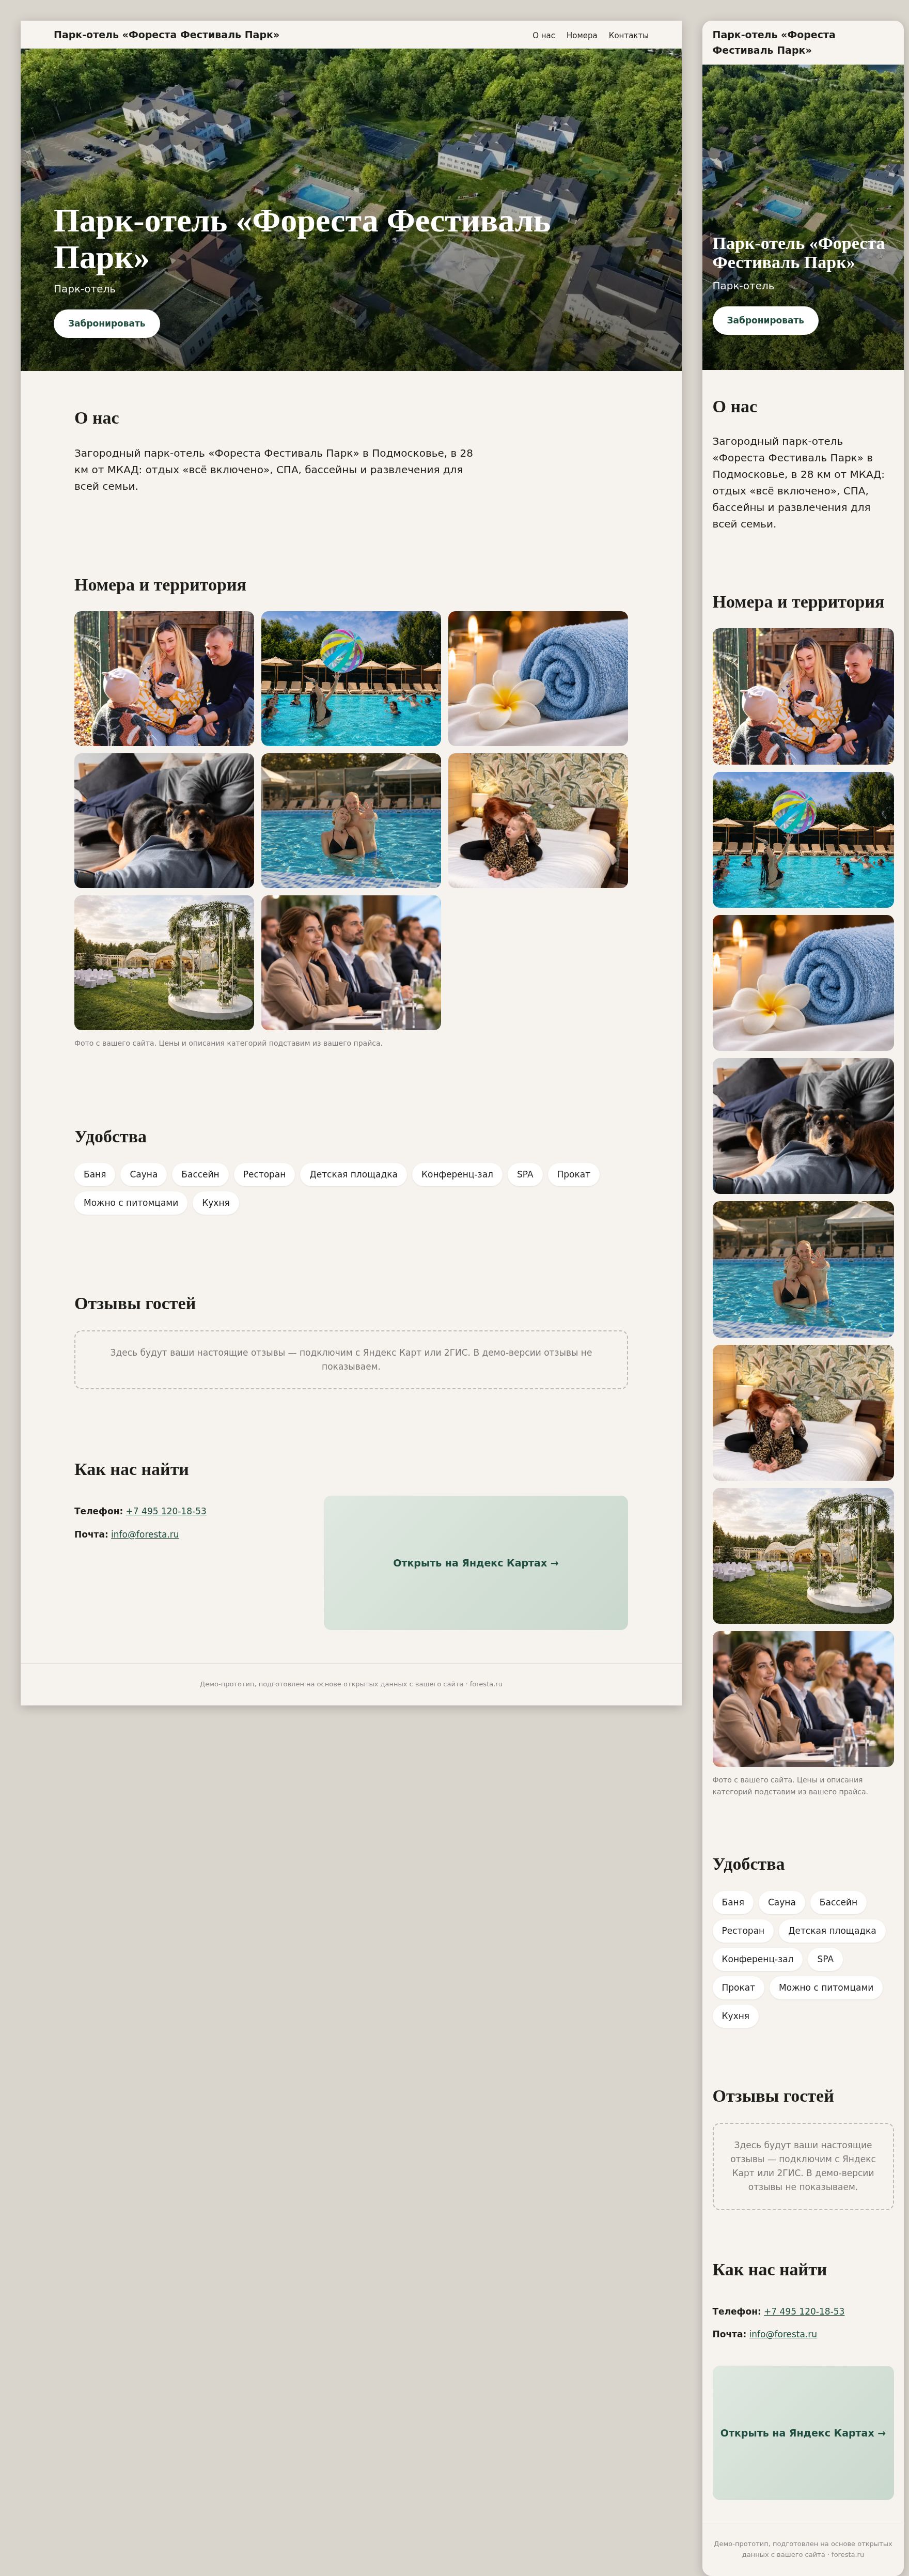 Парк-отель «Фореста Фестиваль Парк»
О нас Номера Контакты
Парк-отель «Фореста Фестиваль
Парк»
Парк-отель
Забронировать
О нас
Загородный парк-отель «Фореста Фестиваль Парк» в Подмосковье, в 28
км от МКАД: отдых «всё включено», СПА, бассейны и развлечения для
всей семьи.
Номера и территория
Фото с вашего сайта. Цены и описания категорий подставим из вашего прайса.
Удобства
Баня Сауна Бассейн Ресторан Детская площадка Конференц-зал SPA Прокат
Можно с питомцами Кухня
Отзывы гостей
Здесь будут ваши настоящие отзывы — подключим с Яндекс Карт или 2ГИС. В демо-версии отзывы не
показываем.
Как нас найти
Телефон: +7 495 120-18-53
Почта: info@foresta.ru
Открыть на Яндекс Картах →
Демо-прототип, подготовлен на основе открытых данных с вашего сайта · foresta.ru
Парк-отель «Фореста
Фестиваль Парк»
Парк-отель «Фореста
Фестиваль Парк»
Парк-отель
Забронировать
О нас
Загородный парк-отель
«Фореста Фестиваль Парк» в
Подмосковье, в 28 км от МКАД:
отдых «всё включено», СПА,
бассейны и развлечения для
всей семьи.
Номера и территория
Фото с вашего сайта. Цены и описания
категорий подставим из вашего прайса.
Удобства
Баня Сауна Бассейн
Ресторан Детская площадка
Конференц-зал SPA
Прокат Можно с питомцами
Кухня
Отзывы гостей
Здесь будут ваши настоящие
отзывы — подключим с Яндекс
Карт или 2ГИС. В демо-версии
отзывы не показываем.
Как нас найти
Телефон: +7 495 120-18-53
Почта: info@foresta.ru
Открыть на Яндекс Картах →
Демо-прототип, подготовлен на основе открытых
данных с вашего сайта · foresta.ru